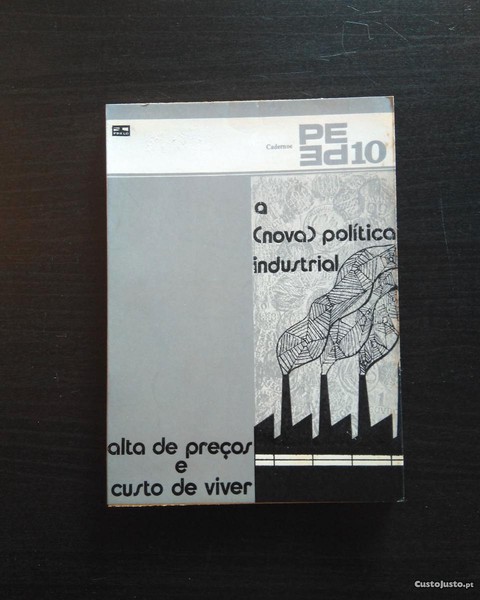 Cadernos PE
PE 10
a
(nova) política
industrial
alta de preços
e
custo de viver
CustoJusto.pt